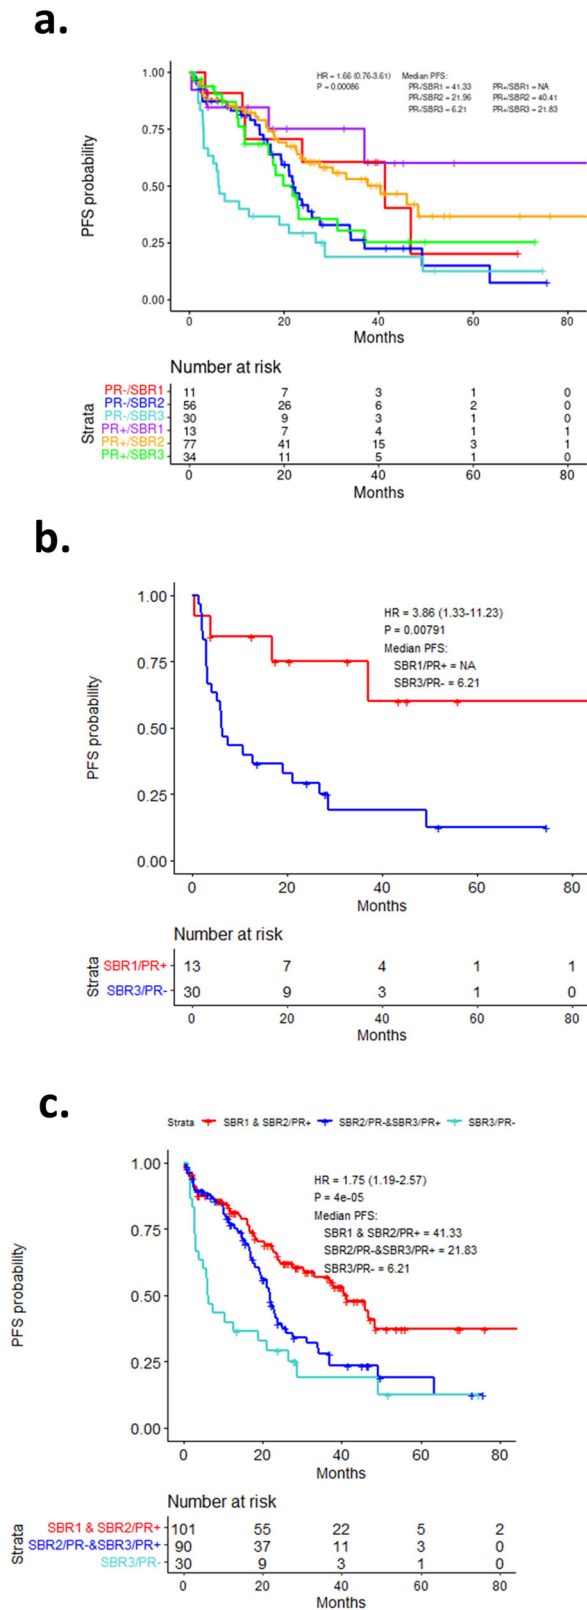 a.
HR = 1.66 (0.76-3.61) Median PFS:
P = 0.00086 PR-/SBR1 = 41.33 PR+/SBR1 = NA
PR-/SBR2 = 21.96 PR+/SBR2 = 40.41
PR-/SBR3 = 6.21 PR+/SBR3 = 21.83
PFS probability
1.00
0.75
0.50
0.25
0.00
0 20 40 60 80
Months
Number at risk
Strata
PR-/SBR1 11 7 3 1 0
PR-/SBR2 56 26 6 2 0
PR-/SBR3 30 9 3 1 0
PR+/SBR1 13 7 4 1 1
PR+/SBR2 77 41 15 3 1
PR+/SBR3 34 11 5 1 0
0 20 40 60 80
Months
b.
HR = 3.86 (1.33-11.23)
P = 0.00791
Median PFS:
SBR1/PR+ = NA
SBR3/PR- = 6.21
PFS probability
1.00
0.75
0.50
0.25
0.00
0 20 40 60 80
Months
Number at risk
Strata
SBR1/PR+ 13 7 4 1 1
SBR3/PR- 30 9 3 1 0
0 20 40 60 80
Months
c.
Strata SBR1 & SBR2/PR+ SBR2/PR-&SBR3/PR+ SBR3/PR-
HR = 1.75 (1.19-2.57)
P = 4e-05
Median PFS:
SBR1 & SBR2/PR+ = 41.33
SBR2/PR-&SBR3/PR+ = 21.83
SBR3/PR- = 6.21
PFS probability
1.00
0.75
0.50
0.25
0.00
0 20 40 60 80
Months
Number at risk
Strata
SBR1 & SBR2/PR+ 101 55 22 5 2
SBR2/PR-&SBR3/PR+ 90 37 11 3 0
SBR3/PR- 30 9 3 1 0
0 20 40 60 80
Months